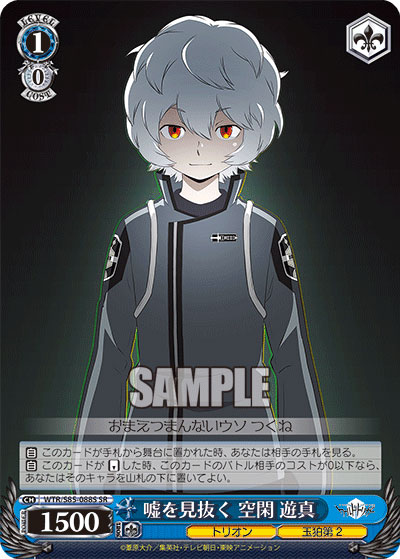 LEVEL
1
0
COST
SAMPLE
おまえつまんないウソ つくね
このカードが手札から舞台に置かれた時、あなたは相手の手札を見る。
このカードが【 】した時、このカードのバトル相手のコストが0以下なら、
あなたはそのキャラを山札の下に置いてよい。
CH WTR/S85-088S SR
1500
嘘を見抜く 空閑 遊真
トリオン
玉狛第2
©葦原大介／集英社・テレビ朝日・東映アニメーション